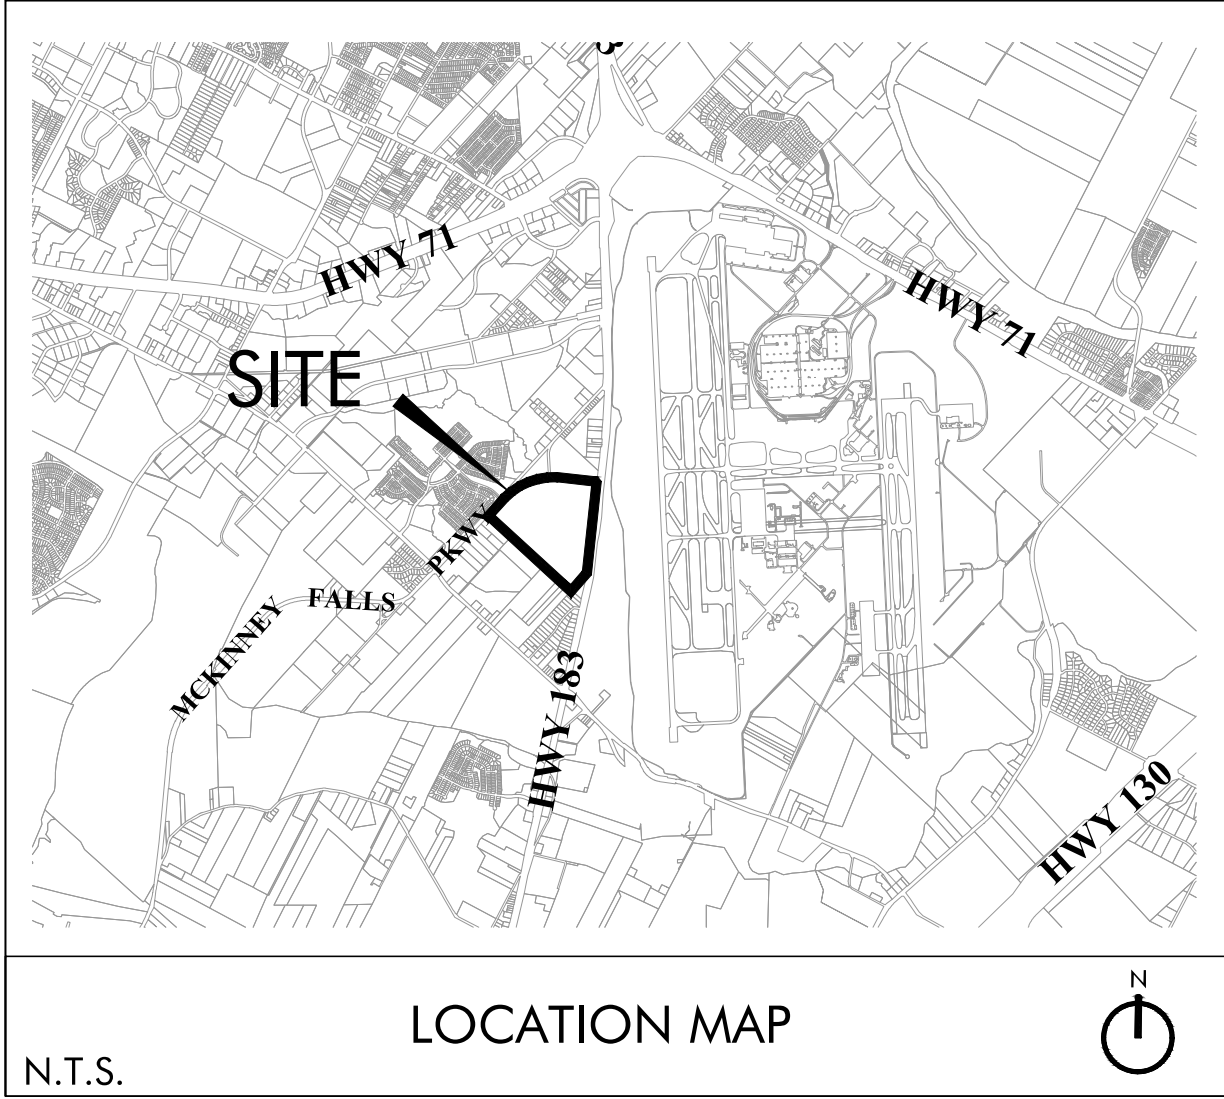 HWY 71
HWY 71
SITE
PKWY
FALLS
MCKINNEY
HWY 183
HWY 130
N
LOCATION MAP
N.T.S.